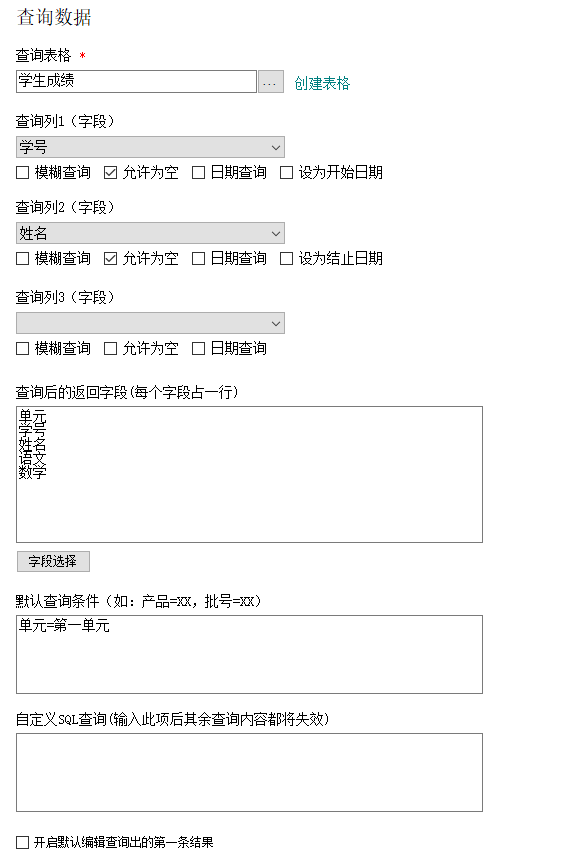 查询数据
查询表格 *
学生成绩 ... 创建表格
查询列1（字段）
学号
模糊查询 允许为空 日期查询 设为开始日期
查询列2（字段）
姓名
模糊查询 允许为空 日期查询 设为结止日期
查询列3（字段）
模糊查询 允许为空 日期查询
查询后的返回字段(每个字段占一行)
单元
学号
姓名
语文
数学
字段选择
默认查询条件（如：产品=XX，批号=XX）
单元=第一单元
自定义SQL查询(输入此项后其余查询内容都将失效)
开启默认编辑查询出的第一条结果